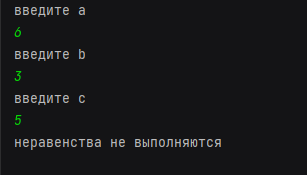 введите a
6
введите b
3
введите c
5
неравенства не выполняются